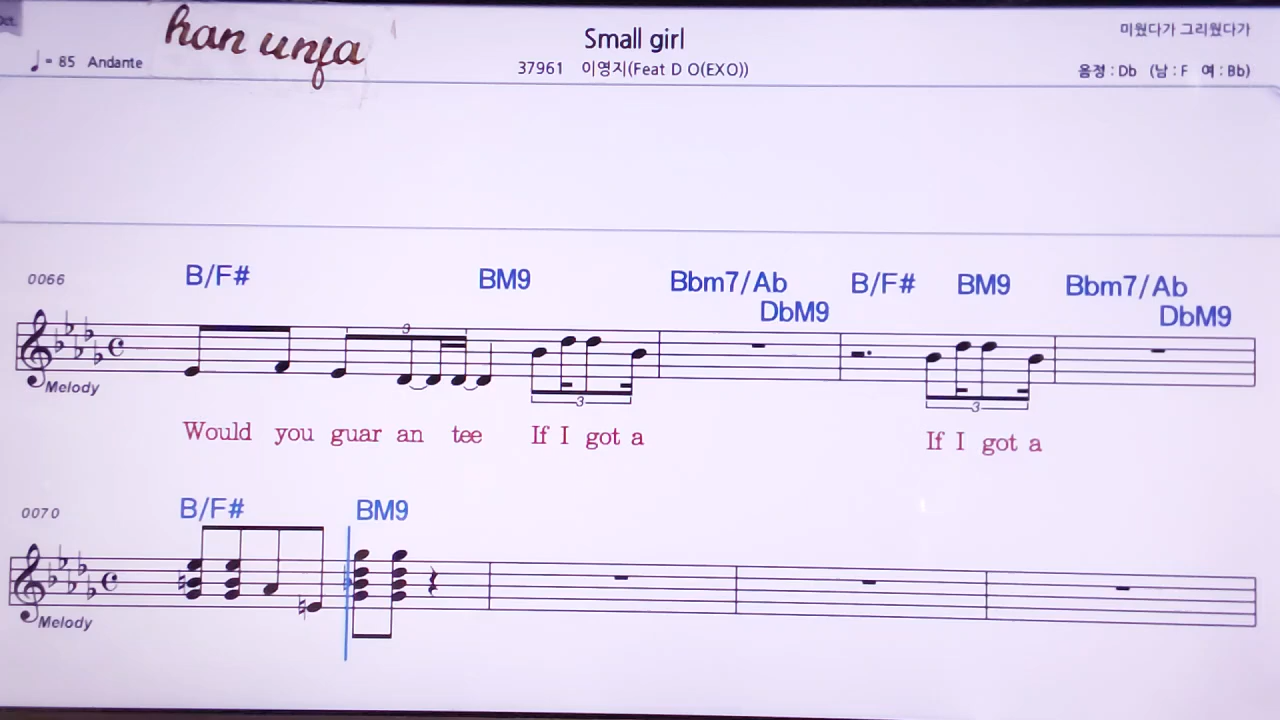 Oct.
han unfa
Small girl
미웠다가 그리웠다가
♩= 85 Andante
37961 이영지(Feat D O(EXO))
음정 : Db (남 : F 여 : Bb)
0066
B/F# BM9 Bbm7/Ab DbM9 B/F# BM9 Bbm7/Ab DbM9
9
Melody
3 3
Would you guar an tee If I got a If I got a
0070
B/F# BM9
Melody